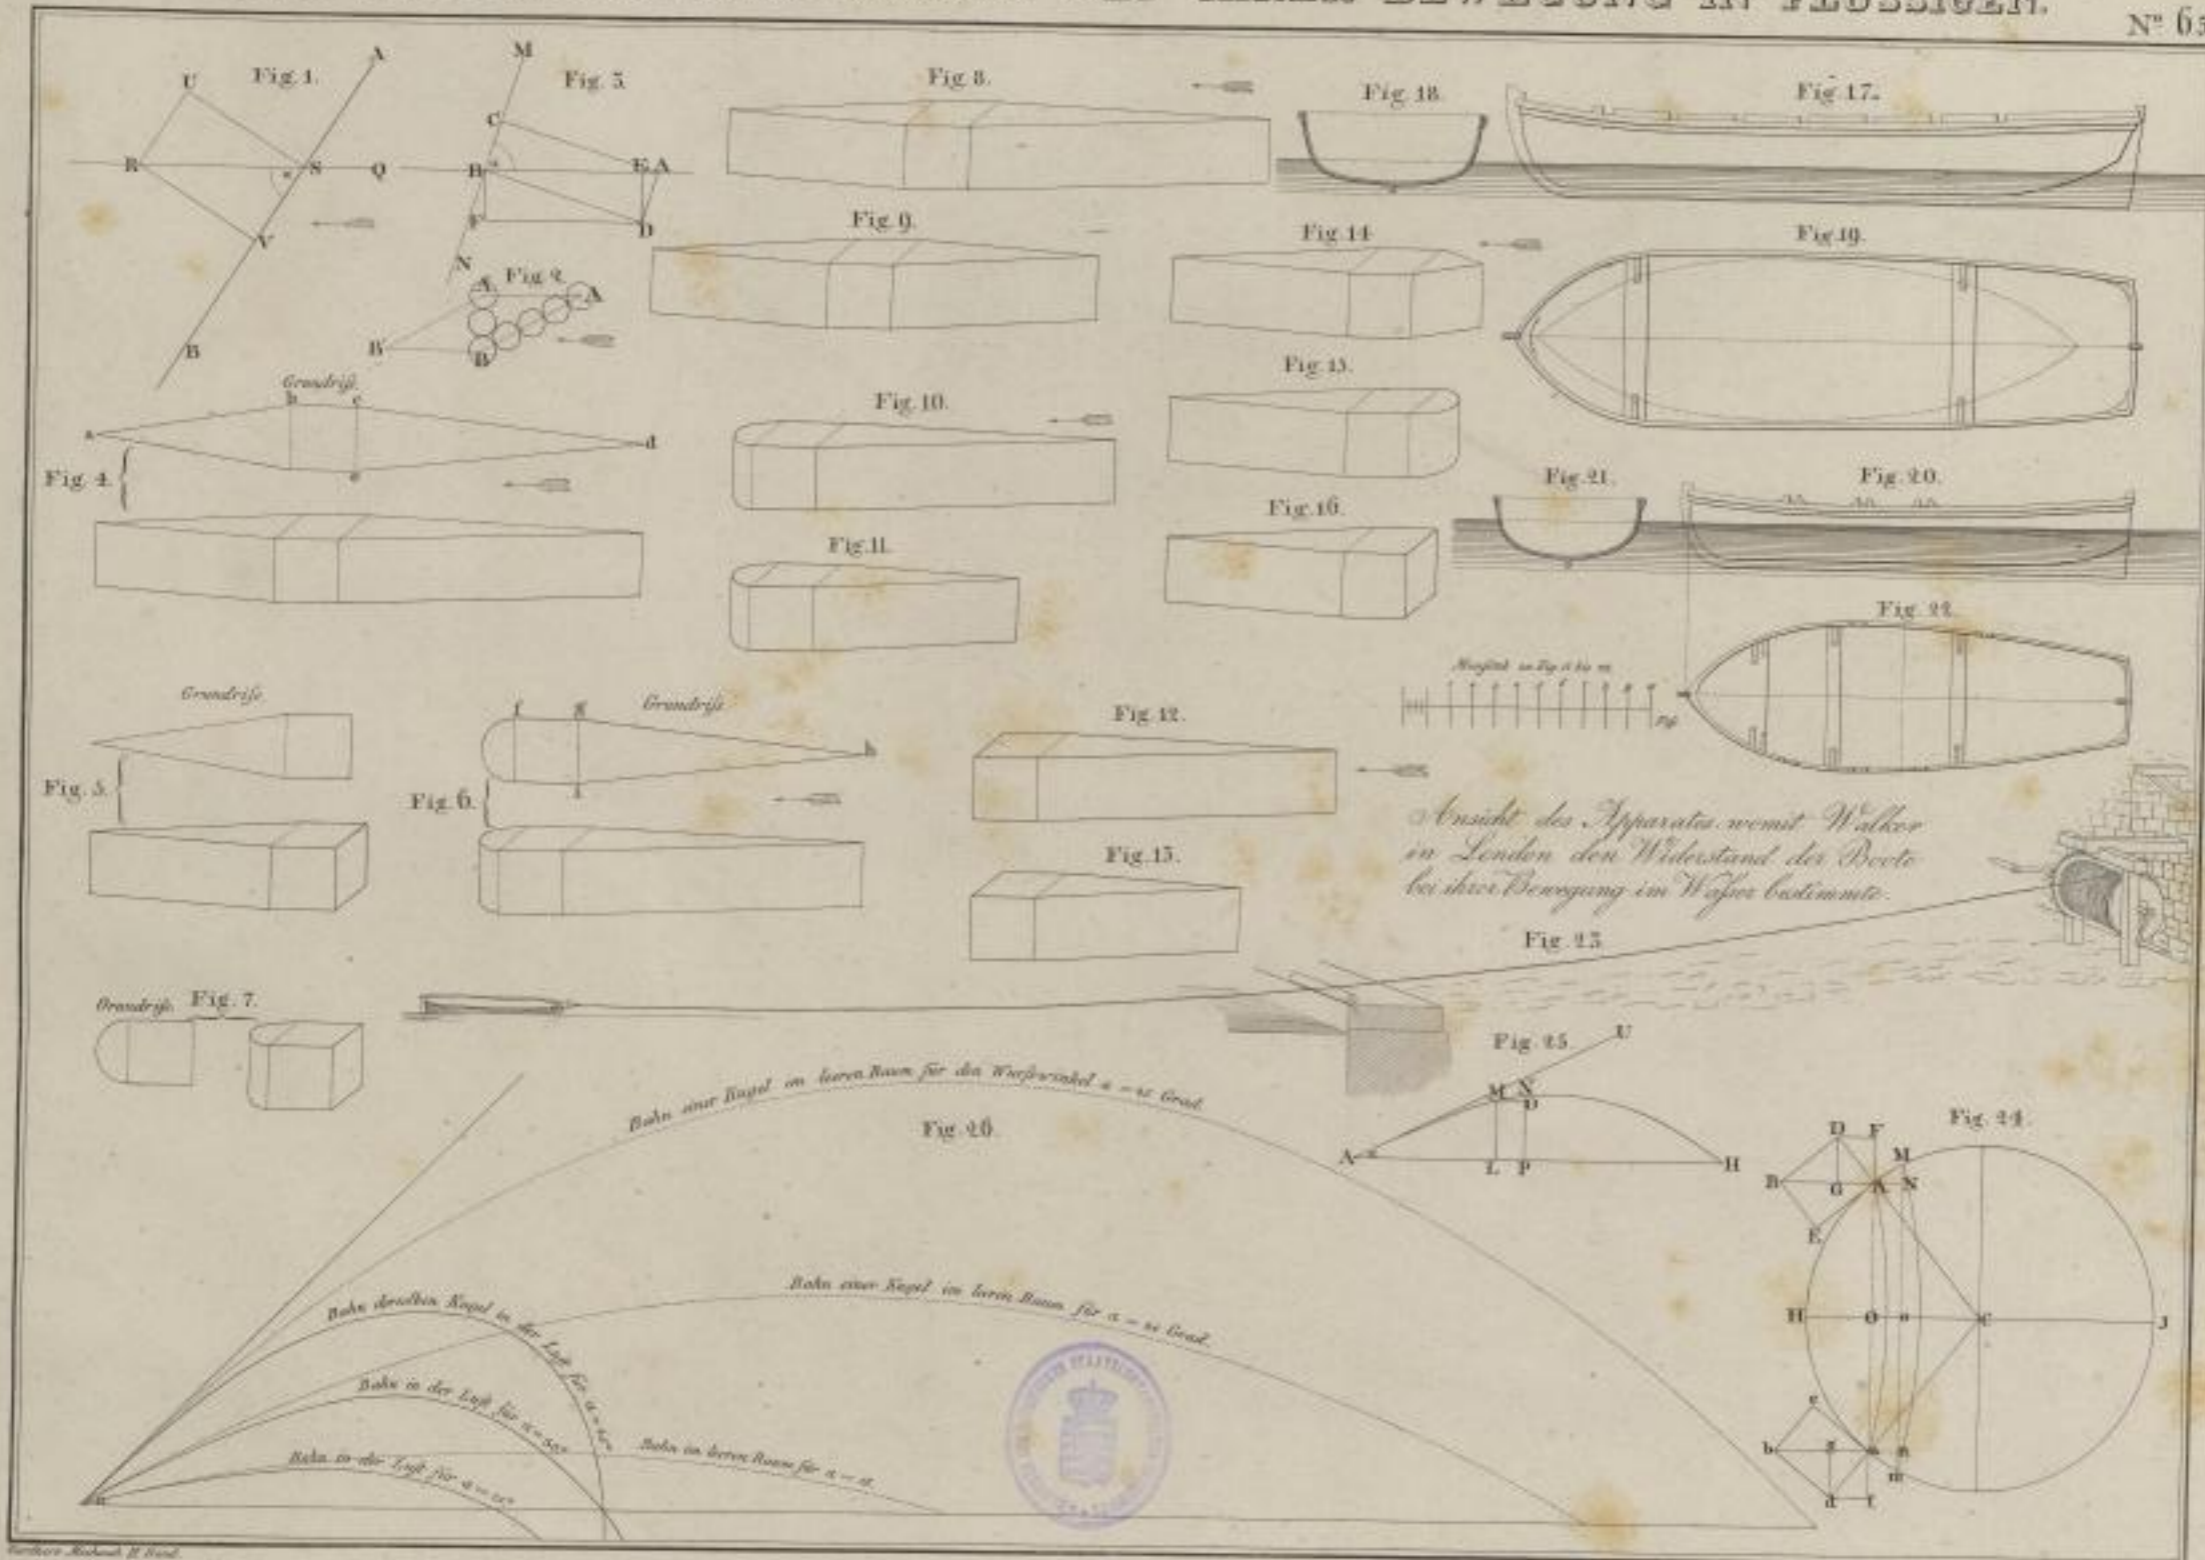 BEWEGUNG IN FLÜSSIGEN.
Nº 65
Fig. 1.
A
U
R
S
Q
V
B
Fig. 3.
M
C
B
E A
F
D
N
Fig. 2.
A
A
B
B
Grundriſs.
a
b
c
d
e
Fig. 4.
Grundriſs
Fig. 5.
Grundriſs
f
g
h
i
Fig. 6.
Grundriſs.
Fig. 7.
Fig. 8.
Fig. 9.
Fig. 10.
Fig. 11.
Fig. 12.
Fig. 13.
Fig. 14
Fig. 15.
Fig. 16.
Fig. 18.
Fig. 17.
Fig. 19.
Fig. 21.
Fig. 20.
Fig. 22.
Ansicht des Apparates womit Walker
in London den Widerstand der Boote
bei ihrer Bewegung im Waſser bestimmte.
Fig. 23
Fig. 25.
U
M N
O
A
L P
H
Fig. 24.
D F
M
B
G A N
E
H
O
C
J
e
b
g
a n
m
d f
Fig. 26.
Bahn einer Kugel im leeren Raum für den Wurfswinkel Grad.
Bahn einer Kugel im leeren Raum für Grad.
Bahn derselben Kugel in der Luft für
Bahn in der Luft für
Bahn im leeren Raum für
Bahn in der Luft für
Mechanik II. Band.